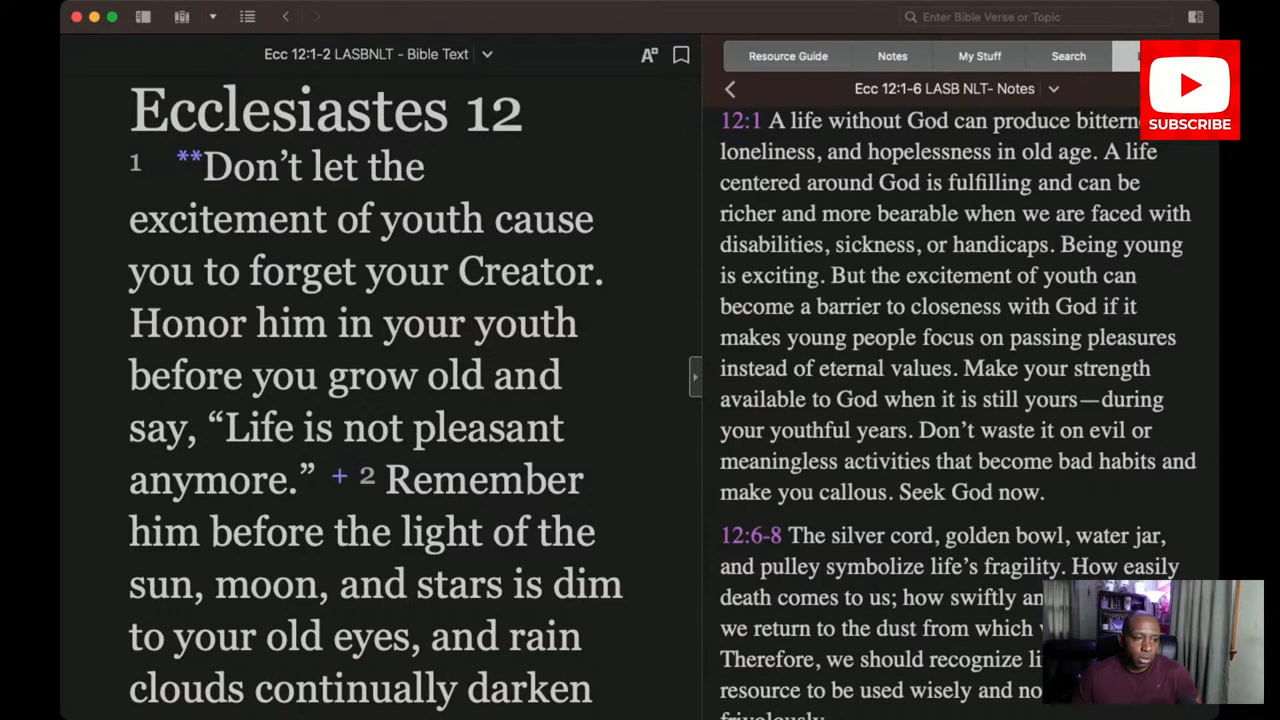 Enter Bible Verse or Topic
Ecc 12:1-2 LASBNLT - Bible Text
Ecclesiastes 12
1 **Don’t let the
excitement of youth cause
you to forget your Creator.
Honor him in your youth
before you grow old and
say, “Life is not pleasant
anymore.” + 2 Remember
him before the light of the
sun, moon, and stars is dim
to your old eyes, and rain
clouds continually darken
Resource Guide Notes My Stuff Search
SUBSCRIBE
Ecc 12:1-6 LASB NLT- Notes
12:1 A life without God can produce
loneliness, and hopelessness in old age. A life
centered around God is fulfilling and can be
richer and more bearable when we are faced with
disabilities, sickness, or handicaps. Being young
is exciting. But the excitement of youth can
become a barrier to closeness with God if it
makes young people focus on passing pleasures
instead of eternal values. Make your strength
available to God when it is still yours—during
your youthful years. Don’t waste it on evil or
meaningless activities that become bad habits and
make you callous. Seek God now.
12:6-8 The silver cord, golden bowl, water jar,
and pulley symbolize life’s fragility. How easily
death comes to us; how swiftly
we return to the dust from which
Therefore, we should recognize
resource to be used wisely and
frivolously.